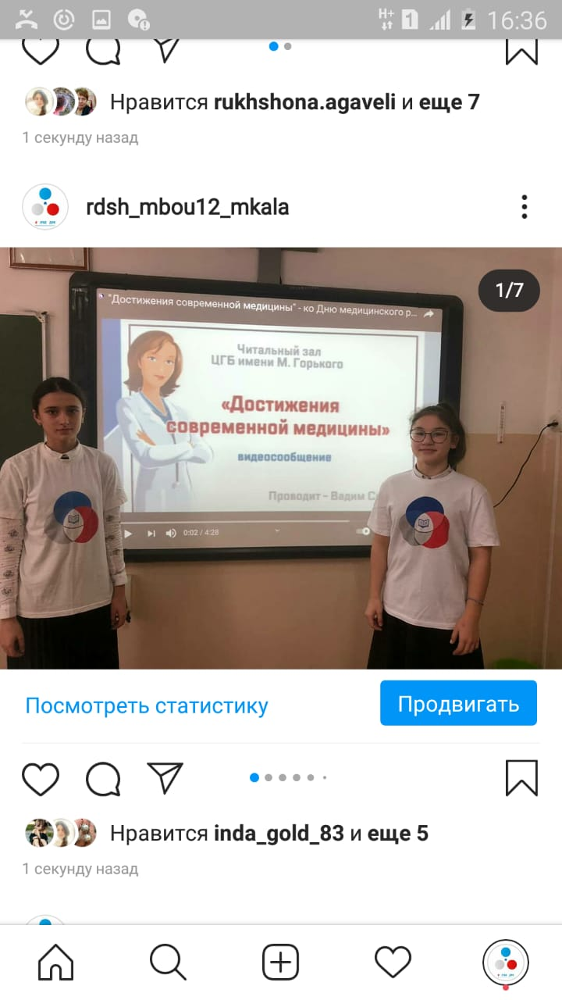 H+
1
16:36
Нравится rukhshona.agaveli и еще 7
1 секунду назад
rdsh_mbou12_mkala
1/7
"Достижения современной медицины" - ко Дню медицинского р...
Читальный зал
ЦГБ имени М. Горького
«Достижения
современной медицины»
видеосообщение
Проводит – Вадим
0:02 / 4:28
Посмотреть статистику
Продвигать
Нравится inda_gold_83 и еще 5
1 секунду назад